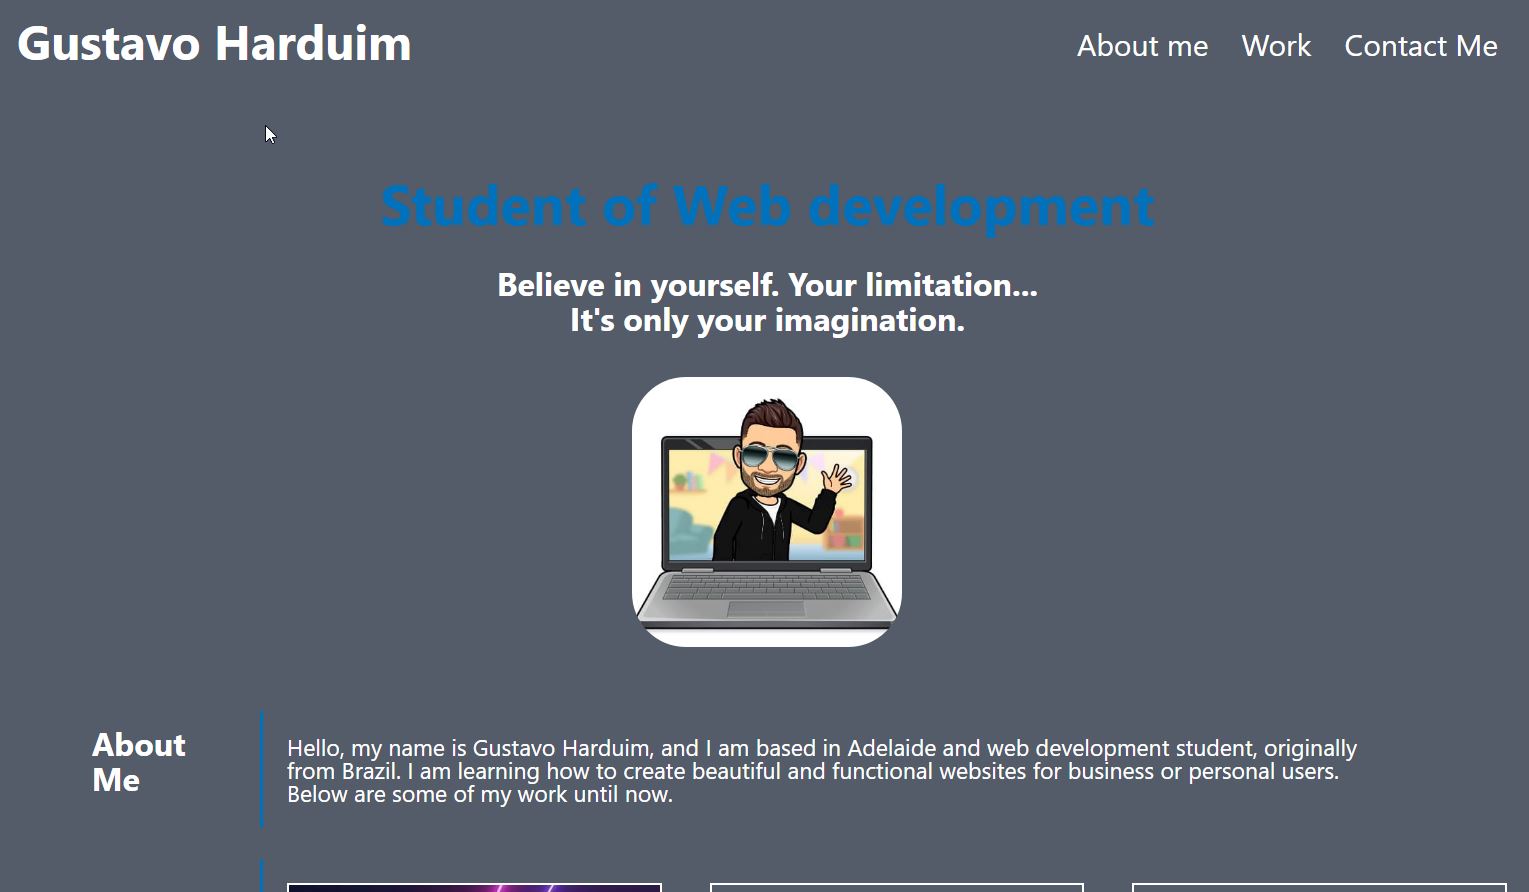 Gustavo Harduim
About me Work Contact Me
Student of Web development
Believe in yourself. Your limitation...
It's only your imagination.
About
Me
Hello, my name is Gustavo Harduim, and I am based in Adelaide and web development student, originally
from Brazil. I am learning how to create beautiful and functional websites for business or personal users.
Below are some of my work until now.